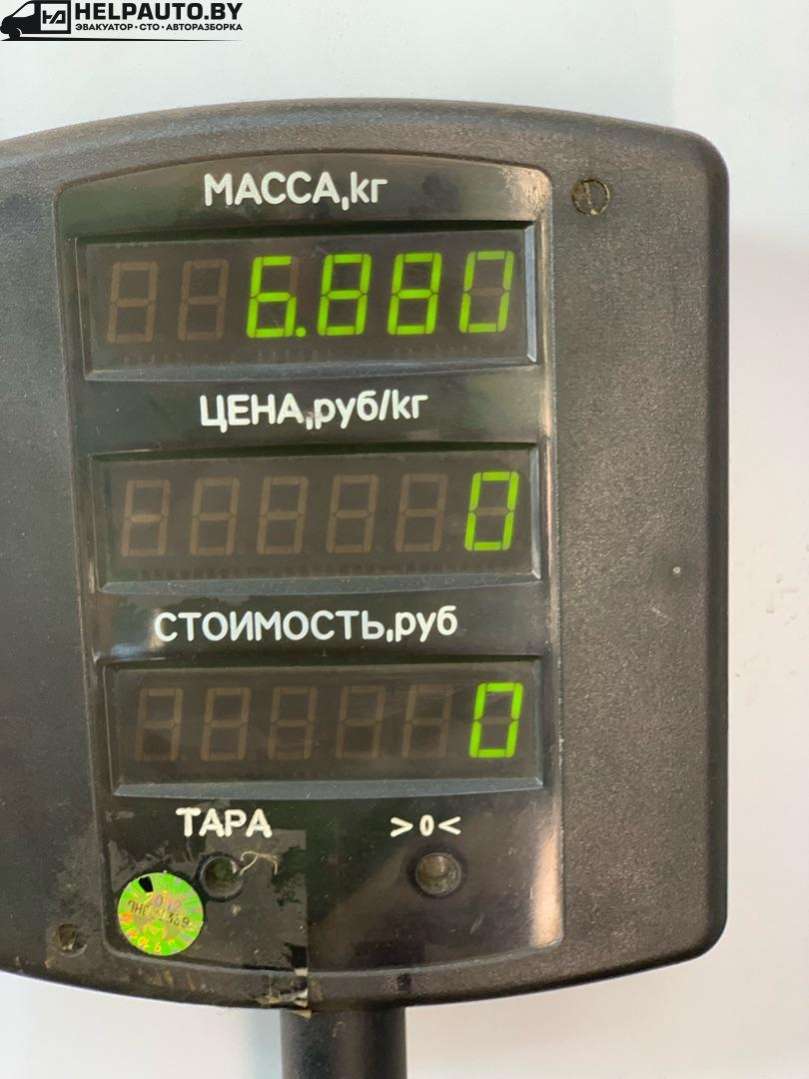 HELPAUTO.BY
ЭВАКУАТОР•СТО•АВТОРАЗБОРКА
МАССА,кг
6.880
ЦЕНА,руб/кг
0
СТОИМОСТЬ,руб
0
ТАРА >0<